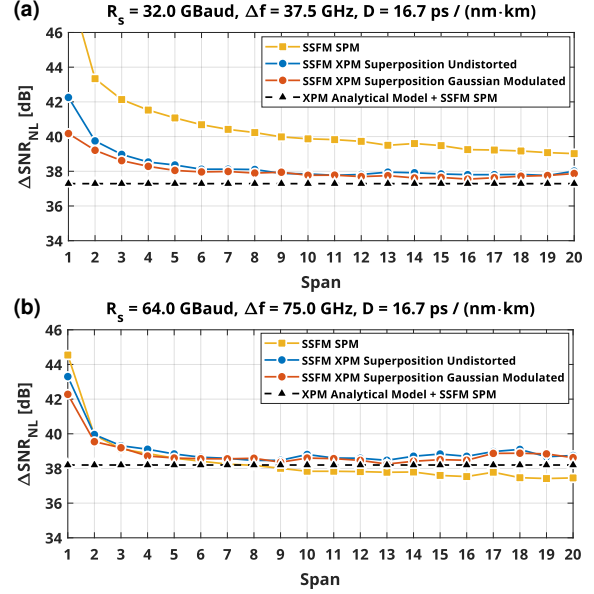 (a)
R_s = 32.0 GBaud, Δf = 37.5 GHz, D = 16.7 ps / (nm·km)
46
44
42
40
38
36
34
ΔSNR_NL [dB]
SSFM SPM
SSFM XPM Superposition Undistorted
SSFM XPM Superposition Gaussian Modulated
XPM Analytical Model + SSFM SPM
1 2 3 4 5 6 7 8 9 10 11 12 13 14 15 16 17 18 19 20
Span
(b)
R_s = 64.0 GBaud, Δf = 75.0 GHz, D = 16.7 ps / (nm·km)
46
44
42
40
38
36
34
ΔSNR_NL [dB]
SSFM SPM
SSFM XPM Superposition Undistorted
SSFM XPM Superposition Gaussian Modulated
XPM Analytical Model + SSFM SPM
1 2 3 4 5 6 7 8 9 10 11 12 13 14 15 16 17 18 19 20
Span